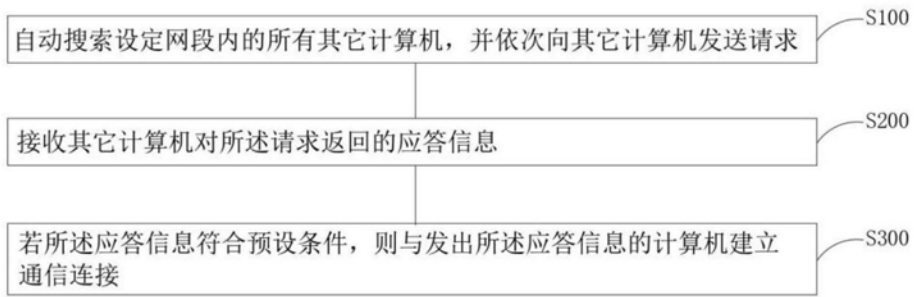 S100
自动搜索设定网段内的所有其它计算机，并依次向其它计算机发送请求
S200
接收其它计算机对所述请求返回的应答信息
S300
若所述应答信息符合预设条件，则与发出所述应答信息的计算机建立
通信连接